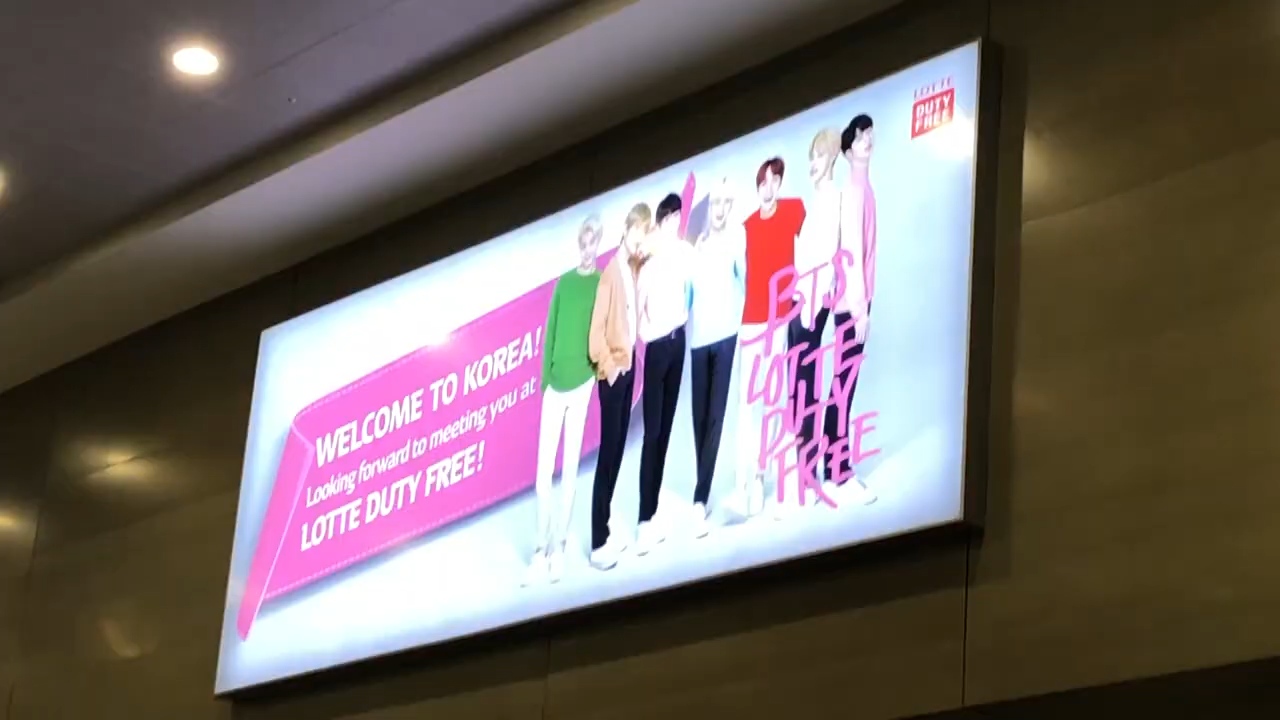 WELCOME TO KOREA!
Looking forward to meeting you at
LOTTE DUTY FREE!
LOTTE
DUTY
FREE
BTS
LOTTE
DUTY
FREE